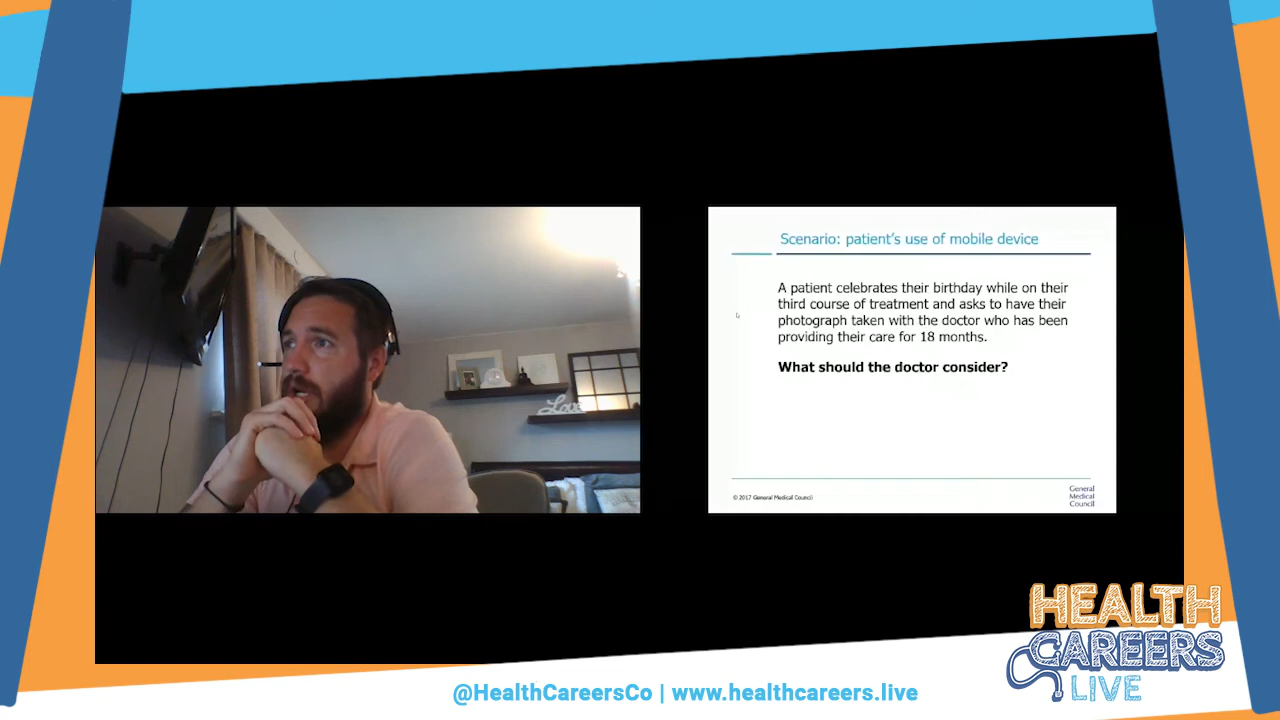 Scenario: patient's use of mobile device
A patient celebrates their birthday while on their
third course of treatment and asks to have their
photograph taken with the doctor who has been
providing their care for 18 months.
What should the doctor consider?
© 2017 General Medical Council
General
Medical
Council
Love
HEALTH
CAREERS
LIVE
@HealthCareersCo | www.healthcareers.live